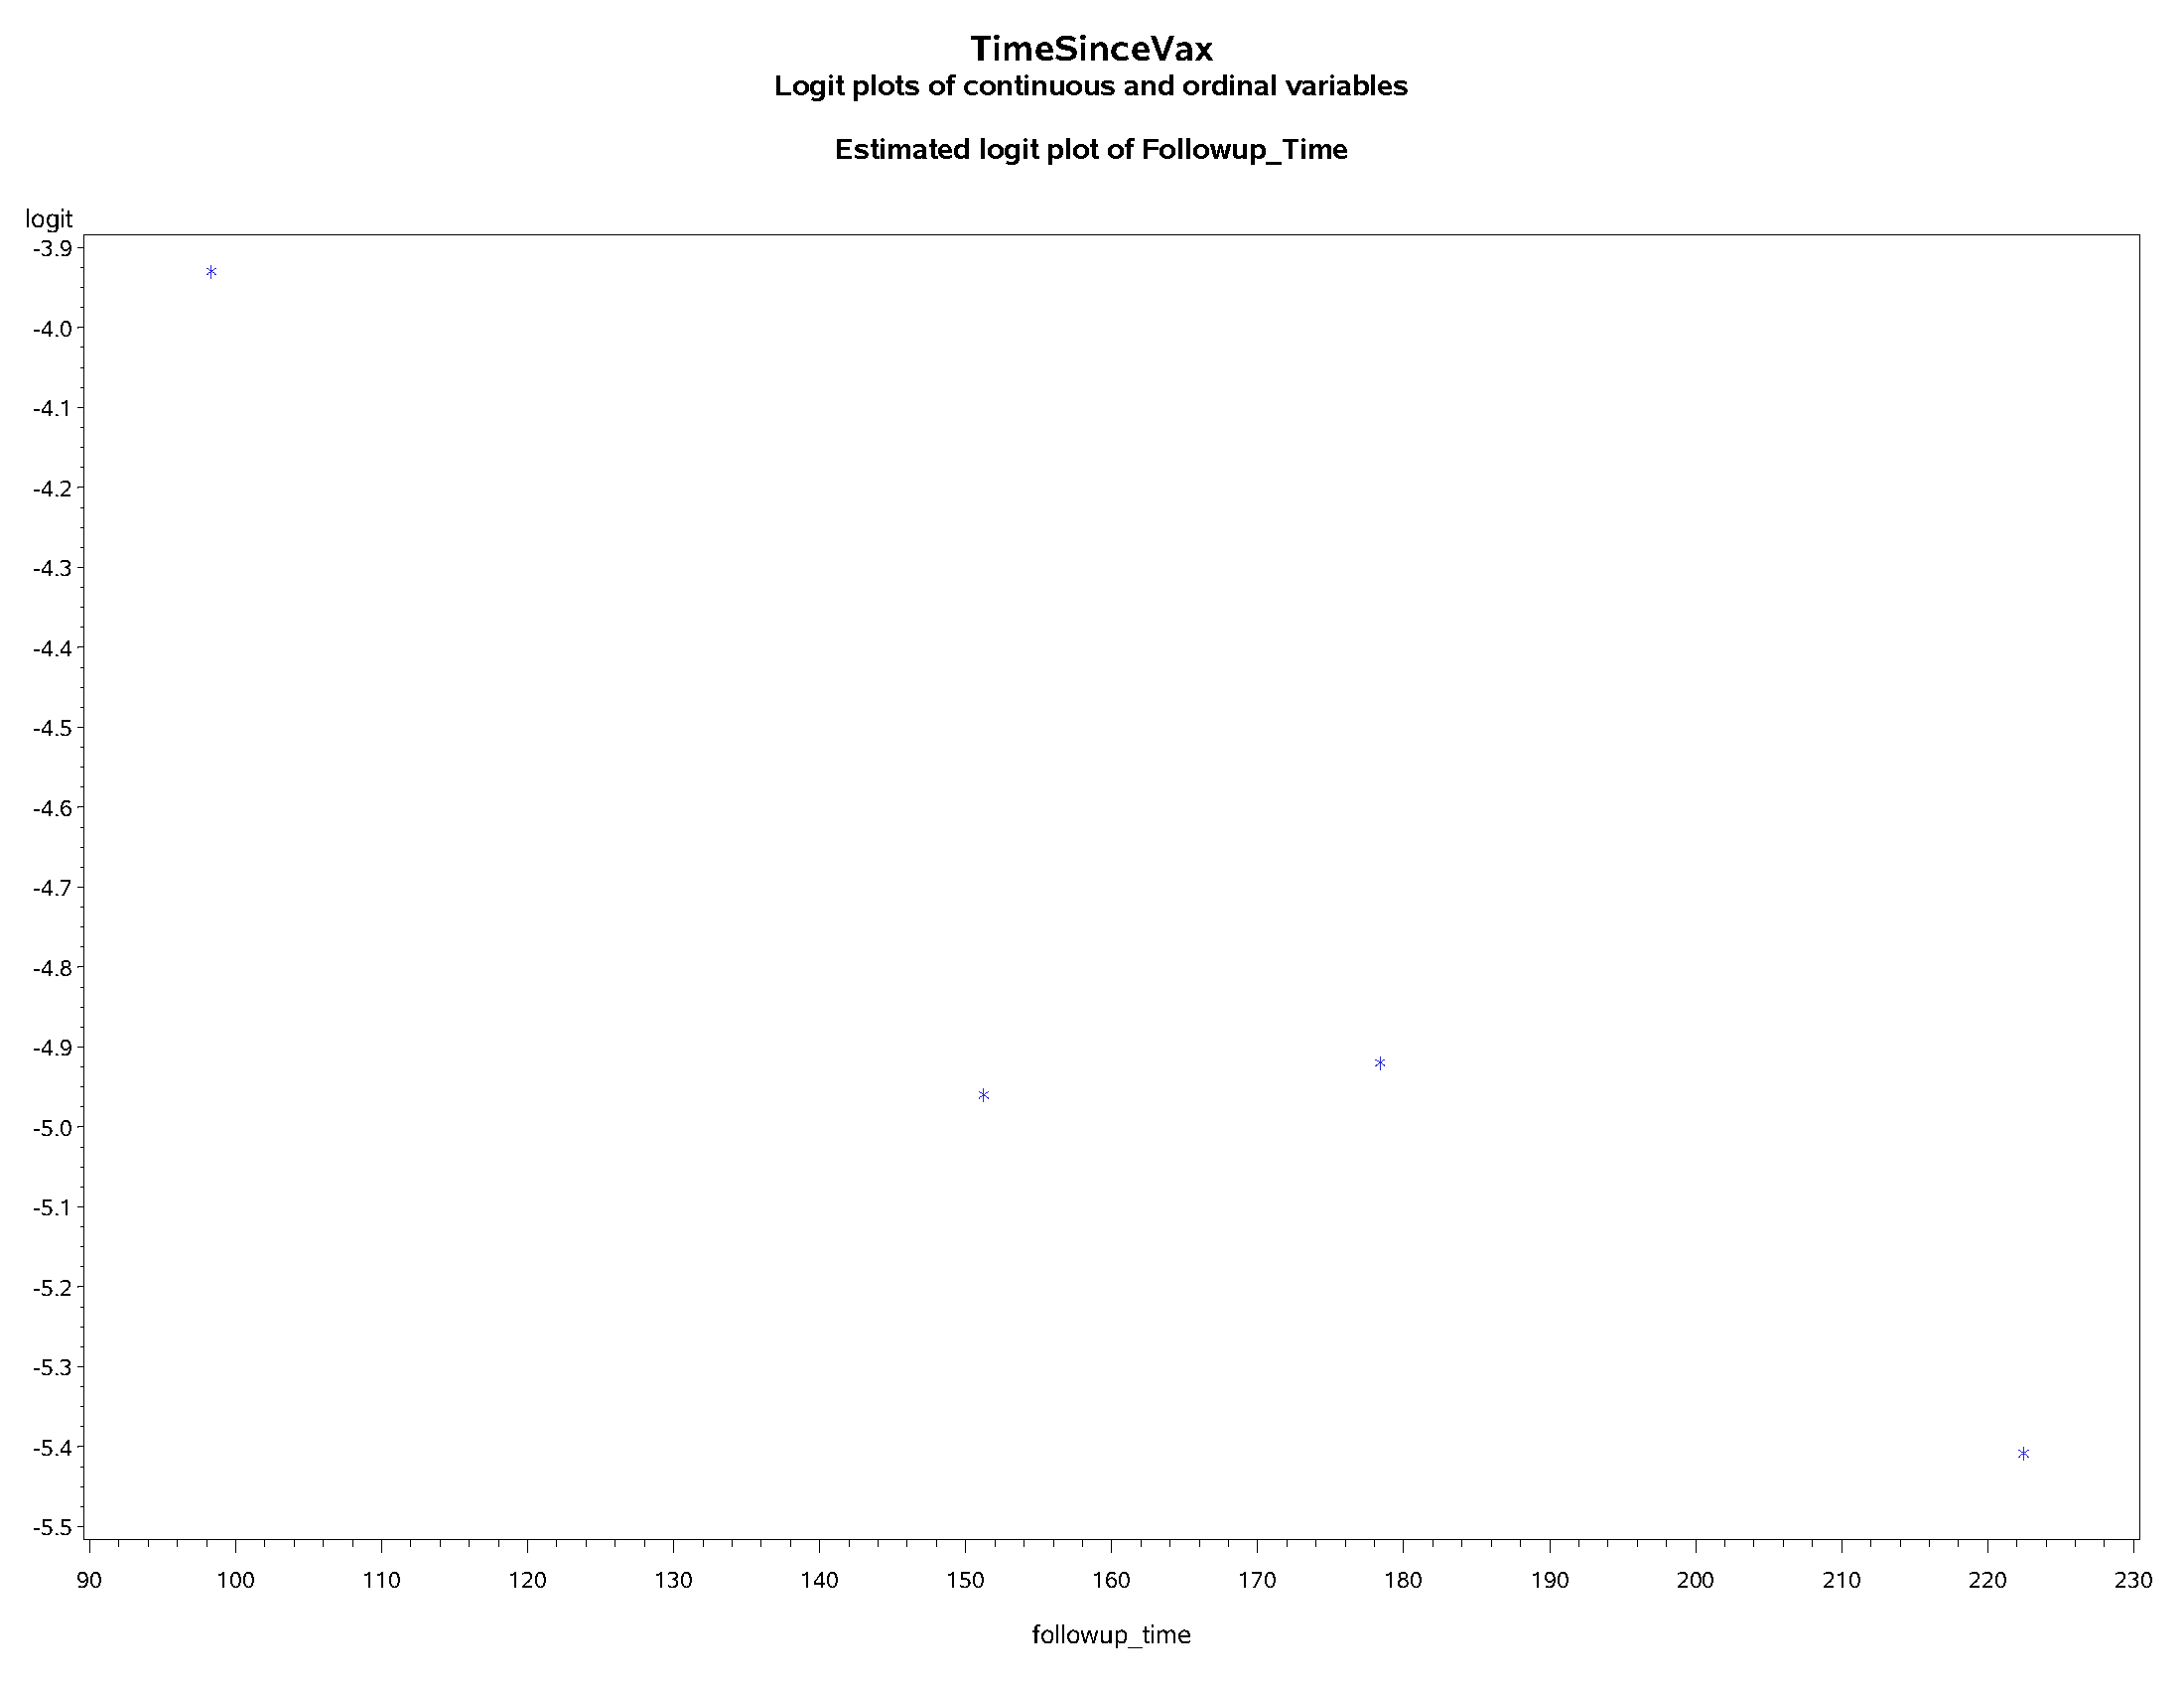 TimeSinceVax
Logit plots of continuous and ordinal variables
Estimated logit plot of Followup_Time
logit
-3.9
-4.0
-4.1
-4.2
-4.3
-4.4
-4.5
-4.6
-4.7
-4.8
-4.9
-5.0
-5.1
-5.2
-5.3
-5.4
-5.5
90 100 110 120 130 140 150 160 170 180 190 200 210 220 230
followup_time